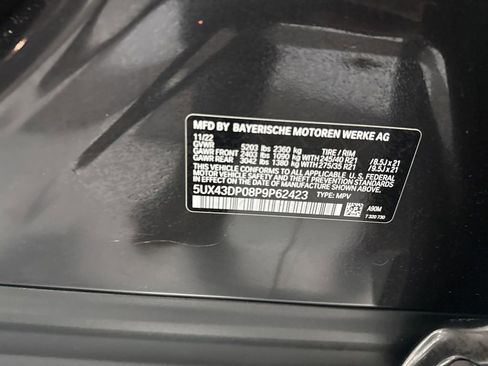 MFD BY BAYERISCHE MOTOREN WERKE AG
11/22
GVWR 5203 lbs 2360 kg TIRE / RIM
GAWR FRONT 2403 lbs 1090 kg WITH 245/40 R21 /8.5J x 21
GAWR REAR 3042 lbs 1380 kg WITH 275/35 R21 /9.5J x 21
THIS VEHICLE CONFORMS TO ALL APPLICABLE U.S. FEDERAL
MOTOR VEHICLE SAFETY AND THEFT PREVENTION STANDARDS
IN EFFECT ON THE DATE OF MANUFACTURE SHOWN ABOVE.
5UX43DP08P9P62423 TYPE: MPV
A90M
7 320 730